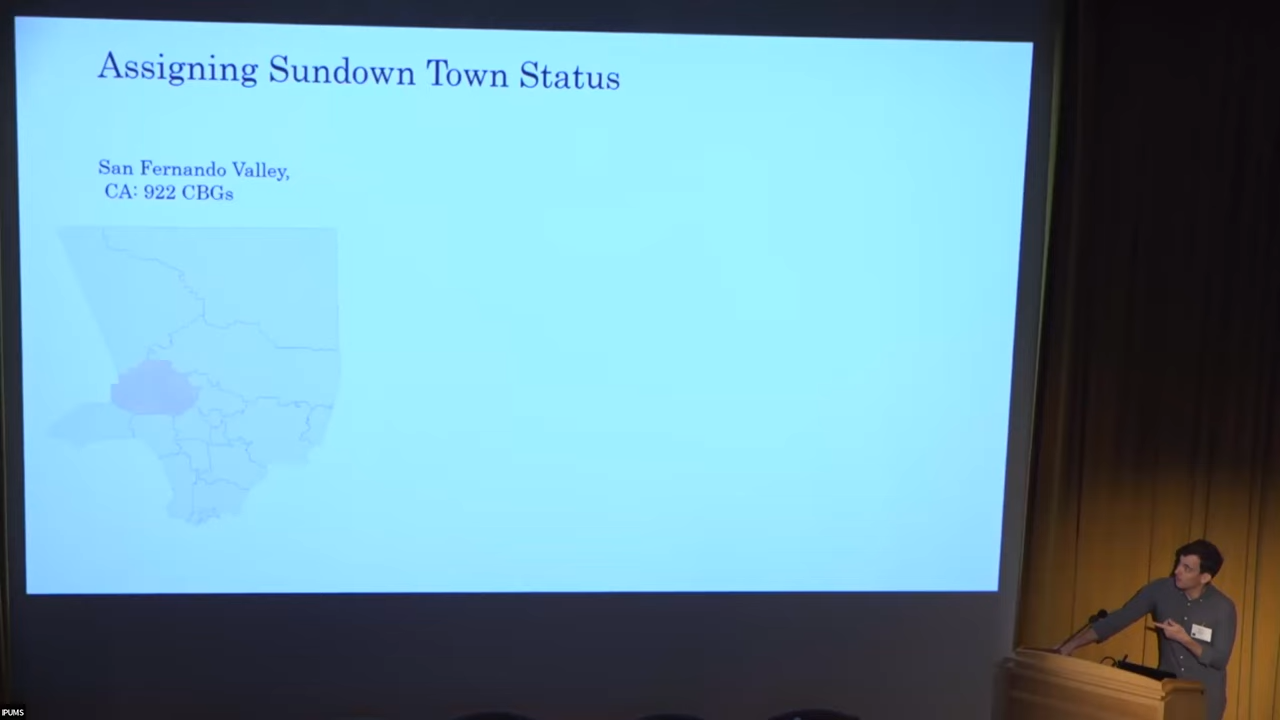 Assigning Sundown Town Status
San Fernando Valley,
CA: 922 CBGs
IPUMS